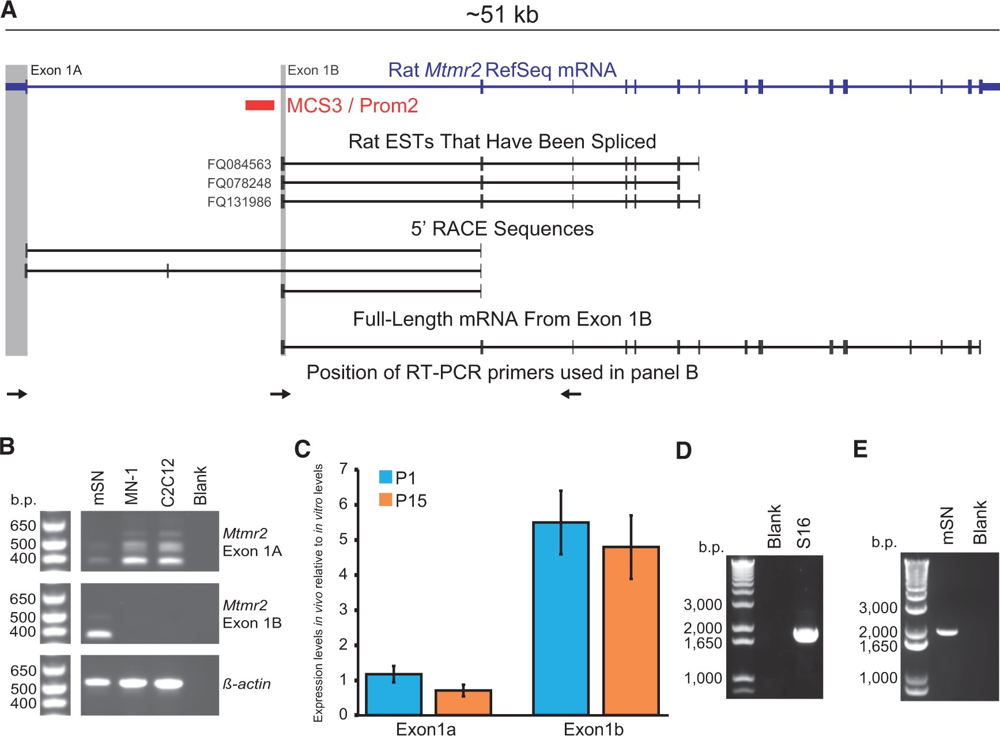 A
~51 kb
Exon 1A
Exon 1B
Rat Mtmr2 RefSeq mRNA
MCS3 / Prom2
Rat ESTs That Have Been Spliced
FQ084563
FQ078248
FQ131986
5’ RACE Sequences
Full-Length mRNA From Exon 1B
Position of RT-PCR primers used in panel B
B
b.p.
mSN
MN-1
C2C12
Blank
650
500
400
Mtmr2
Exon 1A
650
500
400
Mtmr2
Exon 1B
650
500
400
ß-actin
C
Expression levels in vivo relative to in vitro levels
7
6
5
4
3
2
1
0
P1
P15
Exon1a
Exon1b
D
b.p.
Blank
S16
3,000
2,000
1,650
1,000
E
b.p.
mSN
Blank
3,000
2,000
1,650
1,000